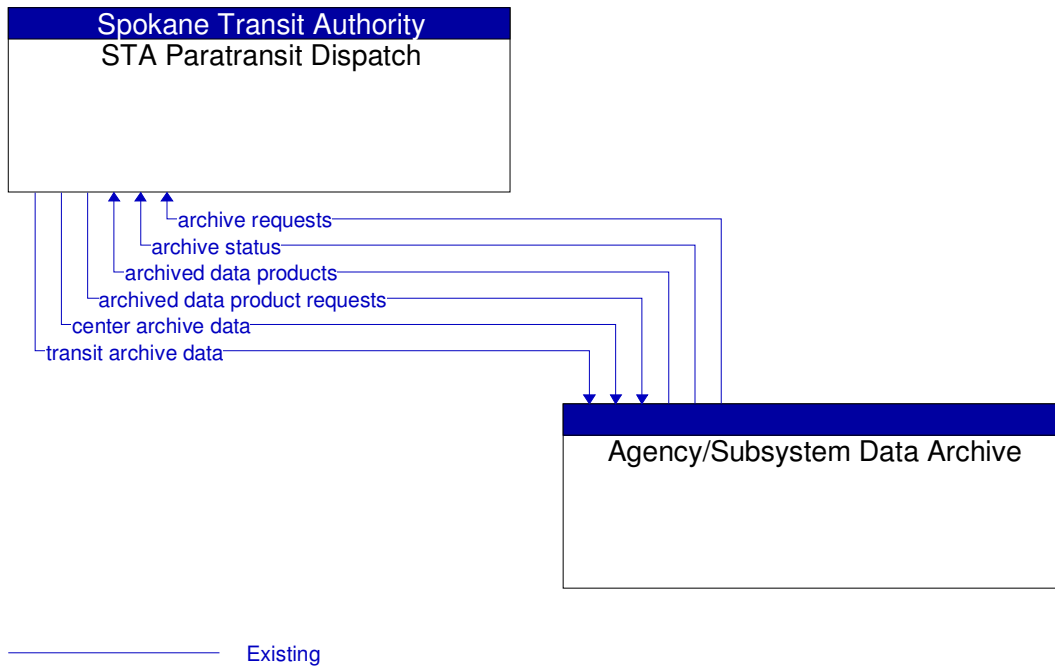 Spokane Transit Authority
STA Paratransit Dispatch
archive requests
archive status
archived data products
archived data product requests
center archive data
transit archive data
Agency/Subsystem Data Archive
Existing